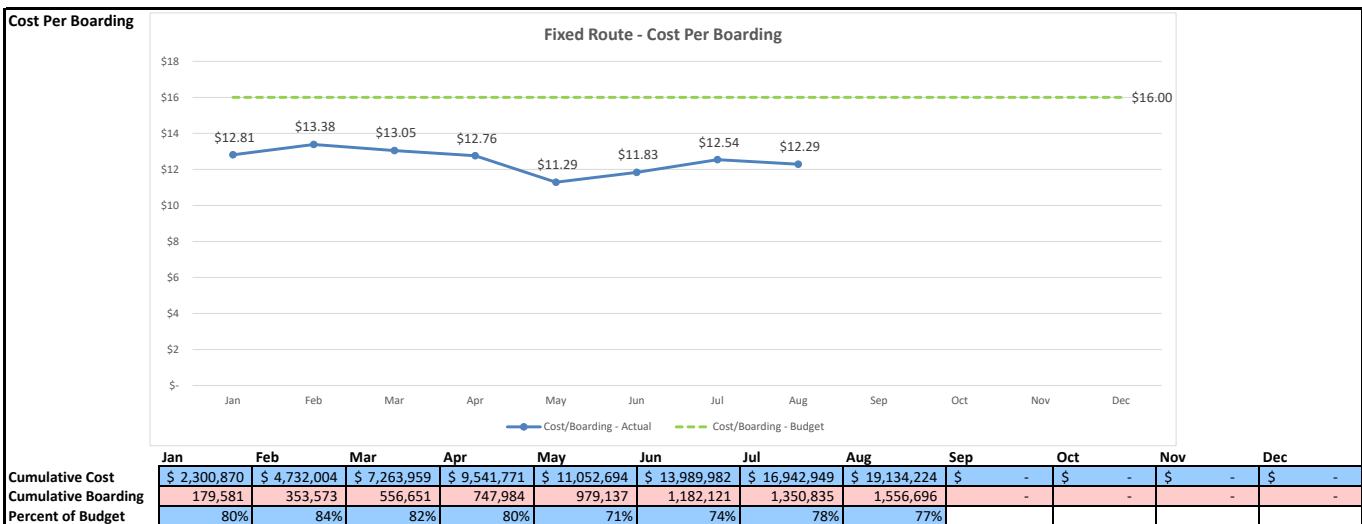 Cost Per Boarding
Fixed Route - Cost Per Boarding
$18
$16
$14
$12
$10
$8
$6
$4
$2
$-
$16.00
$12.81 $13.38 $13.05 $12.76 $11.29 $11.83 $12.54 $12.29
Jan Feb Mar Apr May Jun Jul Aug Sep Oct Nov Dec
Cost/Boarding - Actual Cost/Boarding - Budget
Jan Feb Mar Apr May Jun Jul Aug Sep Oct Nov Dec
Cumulative Cost $ 2,300,870 $ 4,732,004 $ 7,263,959 $ 9,541,771 $ 11,052,694 $ 13,989,982 $ 16,942,949 $ 19,134,224 $ - $ - $ - $ -
Cumulative Boarding 179,581 353,573 556,651 747,984 979,137 1,182,121 1,350,835 1,556,696 - - - -
Percent of Budget 80% 84% 82% 80% 71% 74% 78% 77%